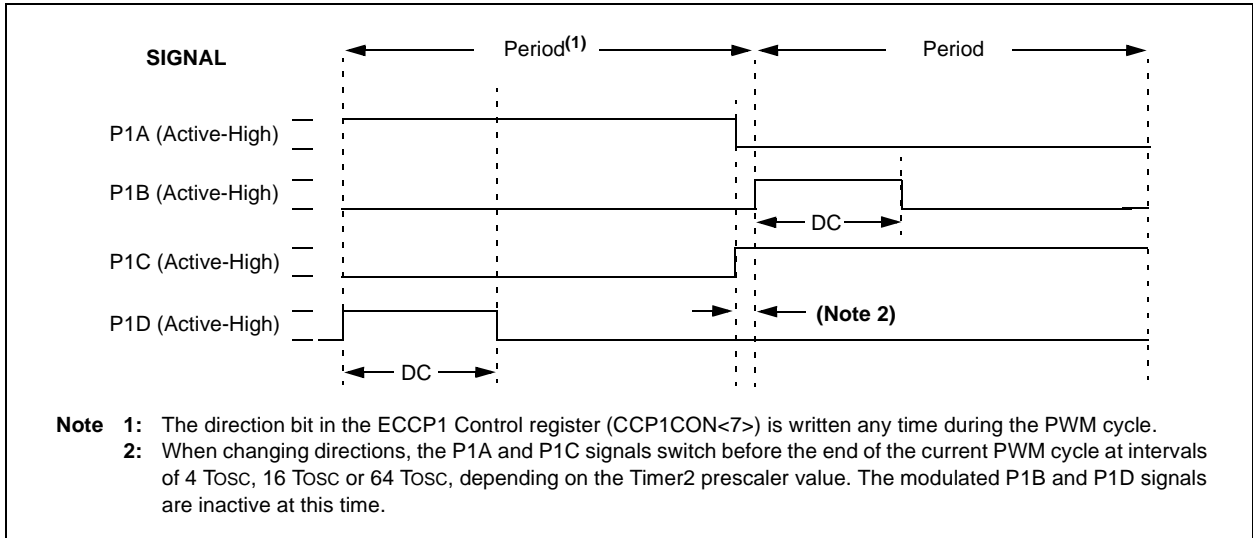 SIGNAL
Period(1)
Period
P1A (Active-High)
P1B (Active-High)
DC
P1C (Active-High)
P1D (Active-High)
(Note 2)
DC
Note 1: The direction bit in the ECCP1 Control register (CCP1CON<7>) is written any time during the PWM cycle.
2: When changing directions, the P1A and P1C signals switch before the end of the current PWM cycle at intervals
of 4 TOSC, 16 TOSC or 64 TOSC, depending on the Timer2 prescaler value. The modulated P1B and P1D signals
are inactive at this time.